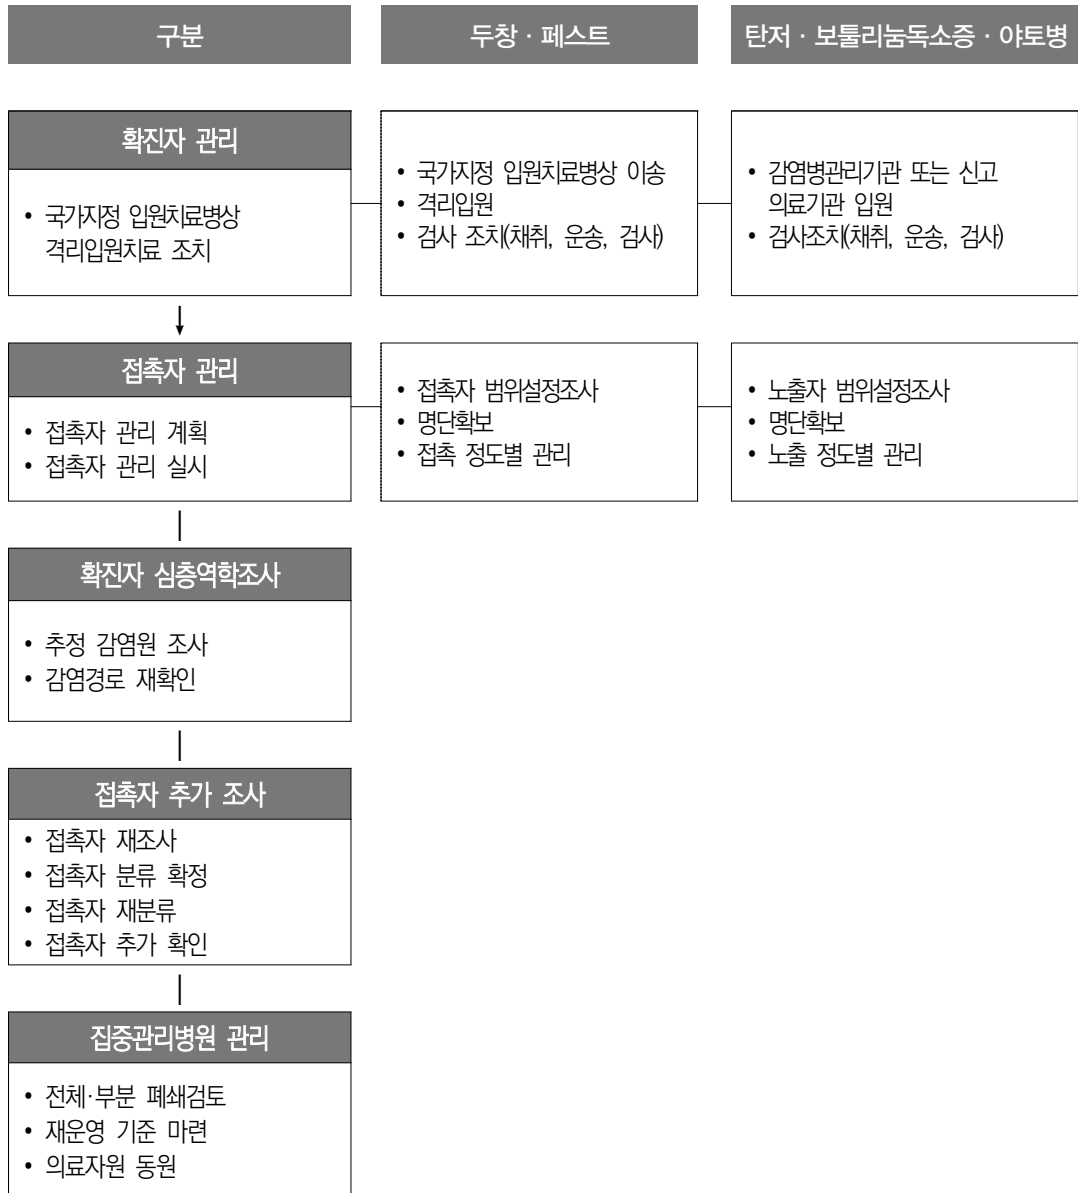 구분
두창 · 페스트
탄저 · 보툴리눔독소증 · 야토병
확진자 관리
• 국가지정 입원치료병상
격리입원치료 조치
• 국가지정 입원치료병상 이송
• 격리입원
• 검사 조치(채취, 운송, 검사)
• 감염병관리기관 또는 신고
의료기관 입원
• 검사조치(채취, 운송, 검사)
접촉자 관리
• 접촉자 관리 계획
• 접촉자 관리 실시
• 접촉자 범위설정조사
• 명단확보
• 접촉 정도별 관리
• 노출자 범위설정조사
• 명단확보
• 노출 정도별 관리
확진자 심층역학조사
• 추정 감염원 조사
• 감염경로 재확인
접촉자 추가 조사
• 접촉자 재조사
• 접촉자 분류 확정
• 접촉자 재분류
• 접촉자 추가 확인
집중관리병원 관리
• 전체·부분 폐쇄검토
• 재운영 기준 마련
• 의료자원 동원